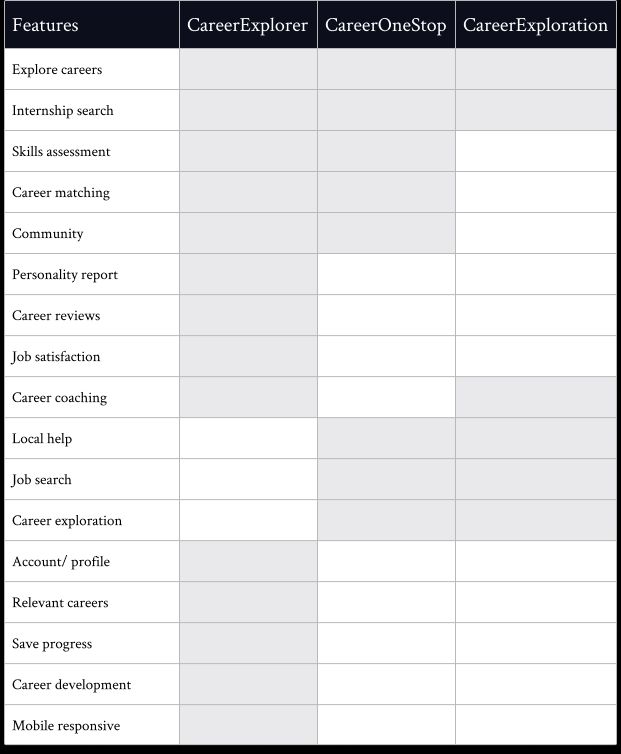 Features CareerExplorer CareerOneStop CareerExploration
Explore careers
Internship search
Skills assessment
Career matching
Community
Personality report
Career reviews
Job satisfaction
Career coaching
Local help
Job search
Career exploration
Account/ profile
Relevant careers
Save progress
Career development
Mobile responsive